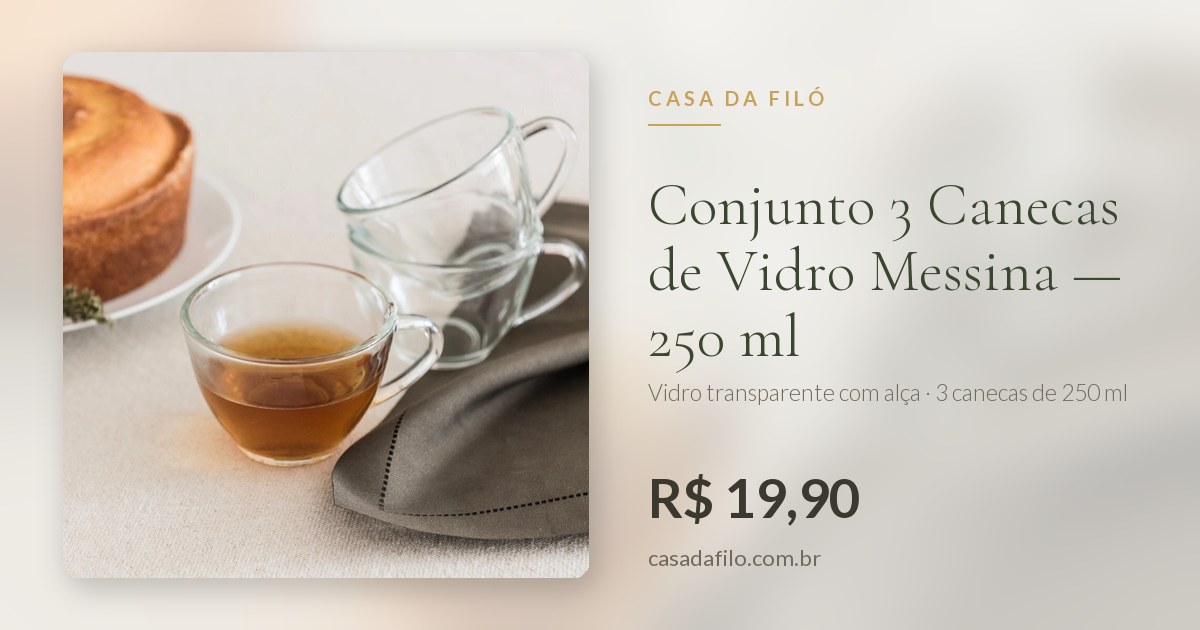 CASA DA FILÓ
Conjunto 3 Canecas
de Vidro Messina —
250 ml
Vidro transparente com alça · 3 canecas de 250 ml
R$ 19,90
casadafilo.com.br